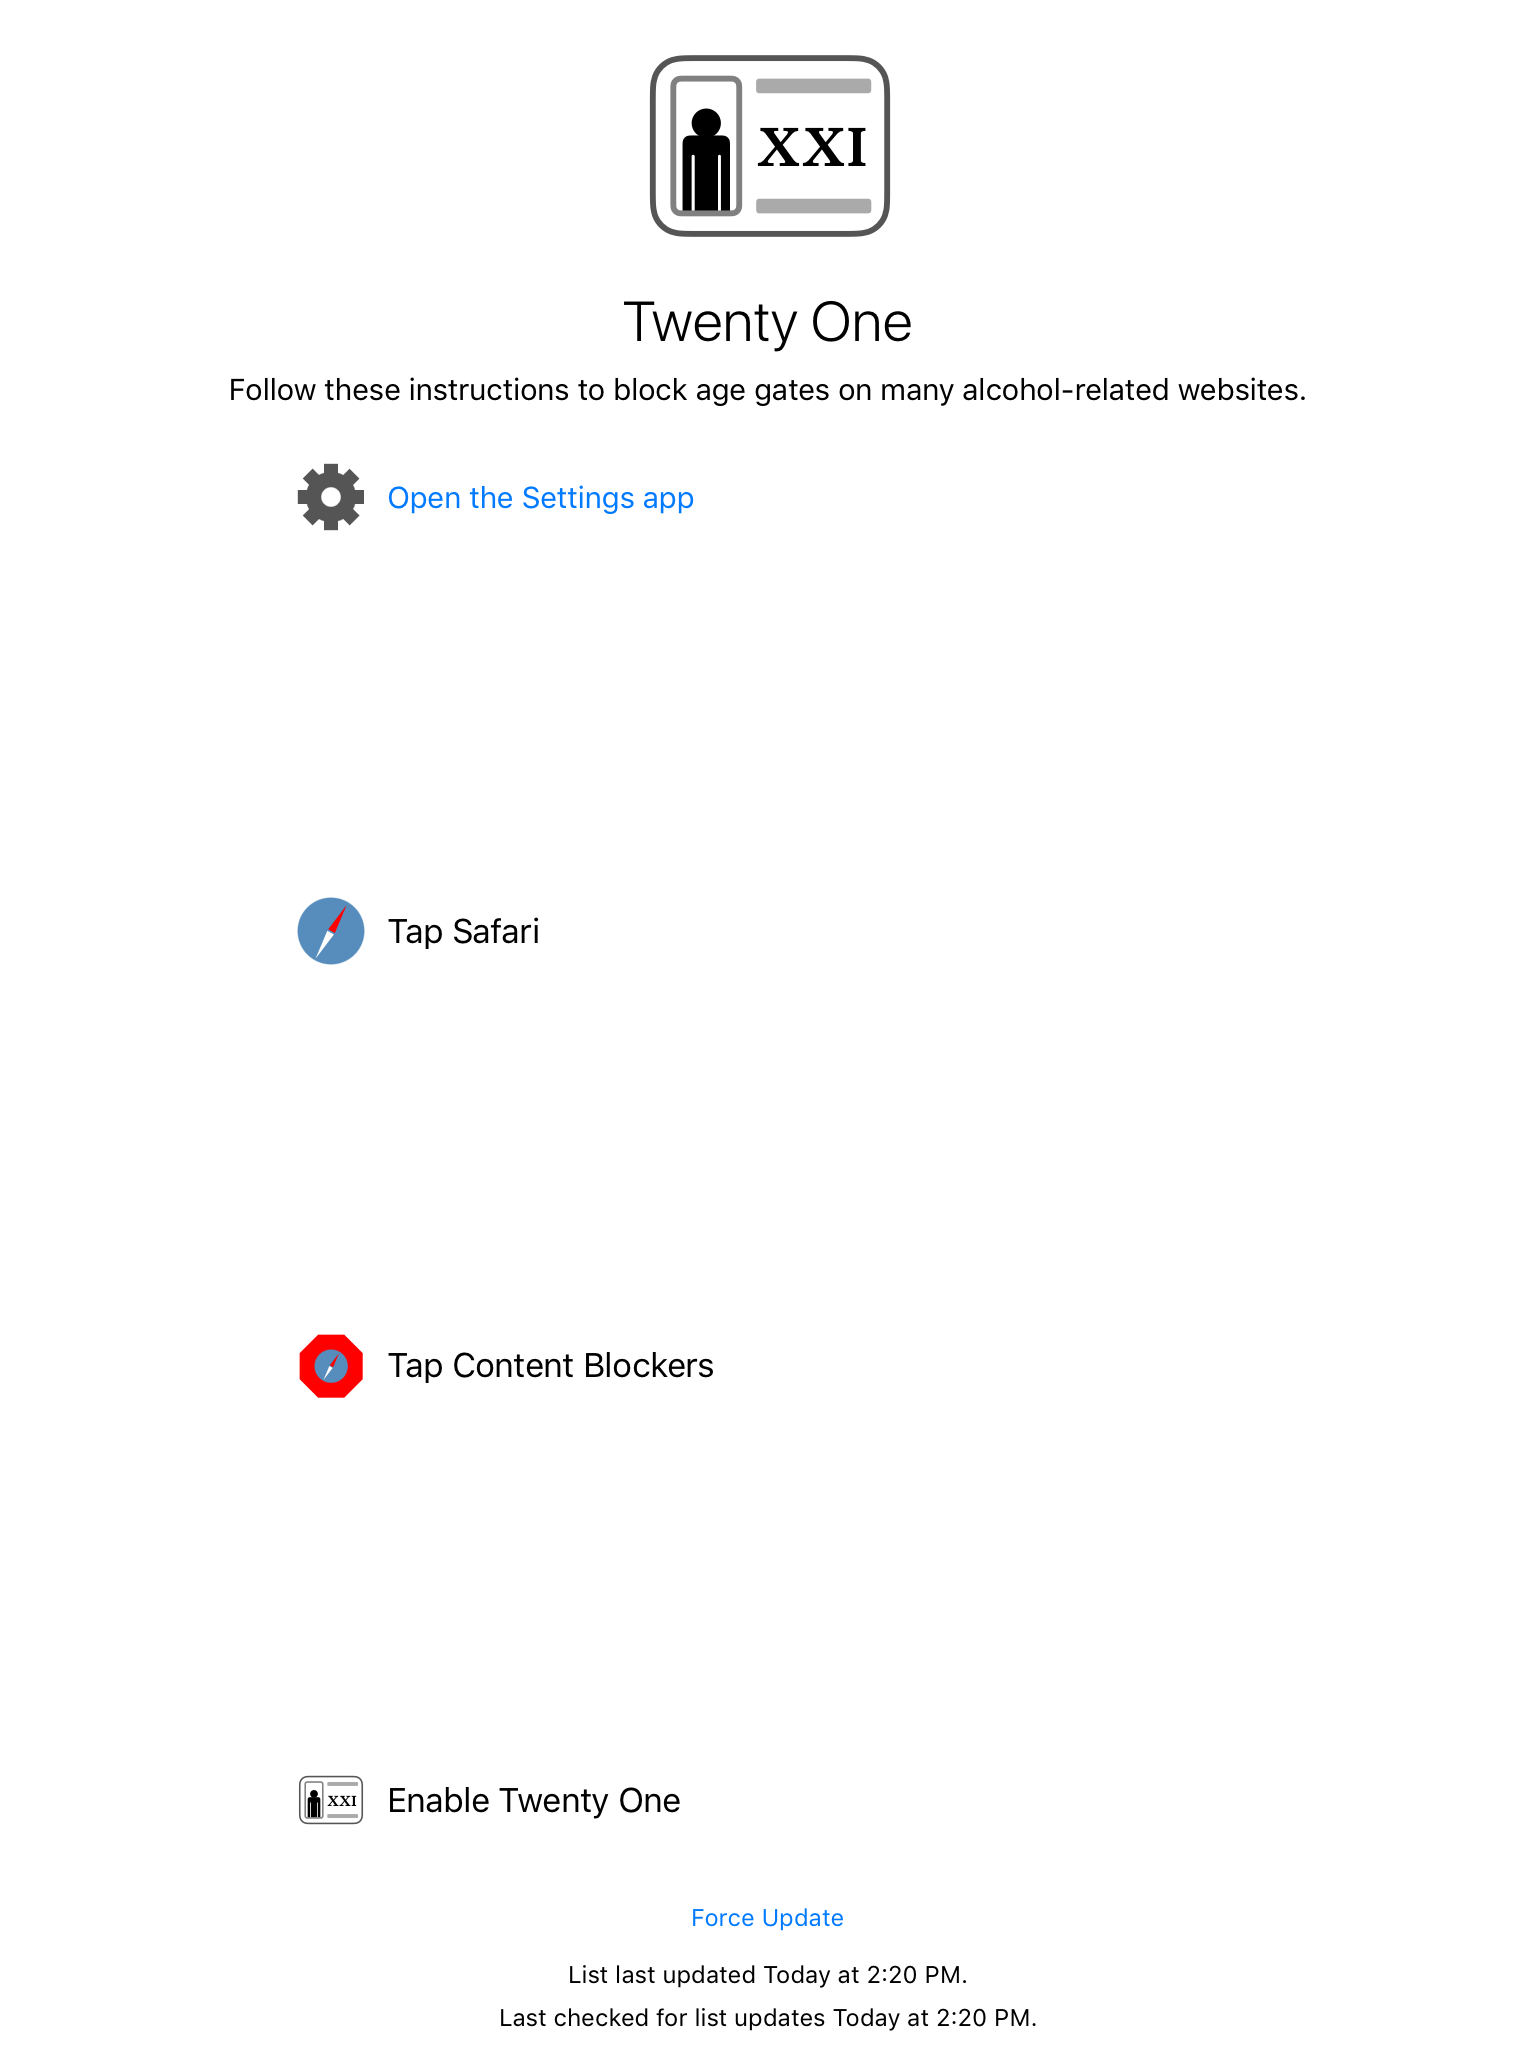 XXI
Twenty One
Follow these instructions to block age gates on many alcohol-related websites.
Open the Settings app
Tap Safari
Tap Content Blockers
XXI
Enable Twenty One
Force Update
List last updated Today at 2:20 PM.
Last checked for list updates Today at 2:20 PM.